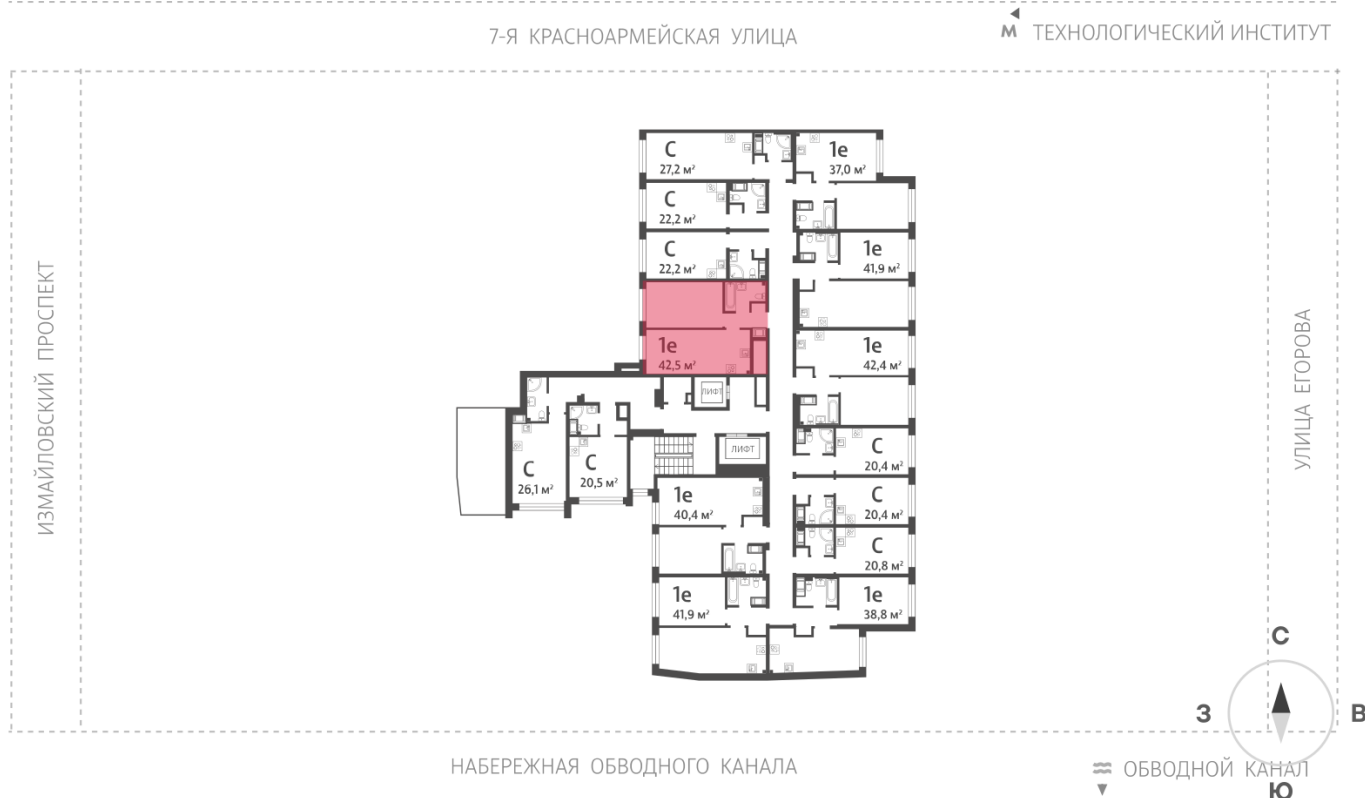 7-Я КРАСНОАРМЕЙСКАЯ УЛИЦА
М ТЕХНОЛОГИЧЕСКИЙ ИНСТИТУТ
С
27,2 м²
1е
37,0 м²
С
22,2 м²
С
22,2 м²
1е
41,9 м²
1е
42,5 м²
1е
42,4 м²
ИЗМАЙЛОВСКИЙ ПРОСПЕКТ
УЛИЦА ЕГОРОВА
ЛИФТ
ЛИФТ
С
26,1 м²
С
20,5 м²
С
20,4 м²
1е
40,4 м²
С
20,4 м²
С
20,8 м²
1е
41,9 м²
1е
38,8 м²
С
З
В
Ю
НАБЕРЕЖНАЯ ОБВОДНОГО КАНАЛА
ОБВОДНОЙ КАНАЛ